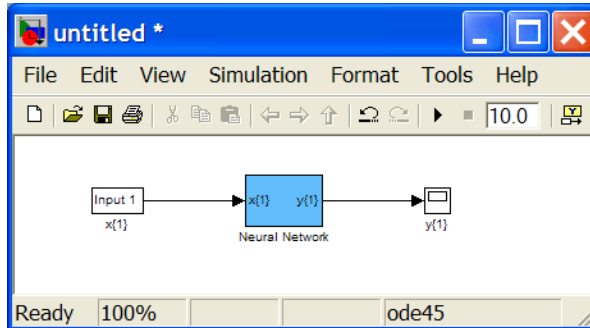 untitled *
File Edit View Simulation Format Tools Help
10.0
Input 1
x{1}
x{1} y{1}
Neural Network
y{1}
Ready 100% ode45